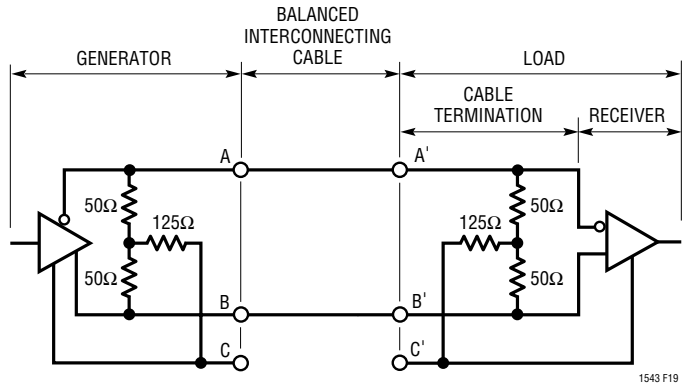 BALANCED
INTERCONNECTING
CABLE
GENERATOR
LOAD
CABLE
TERMINATION
RECEIVER
A
A'
50Ω
125Ω
50Ω
125Ω
50Ω
50Ω
B
B'
C
C'
1543 F19